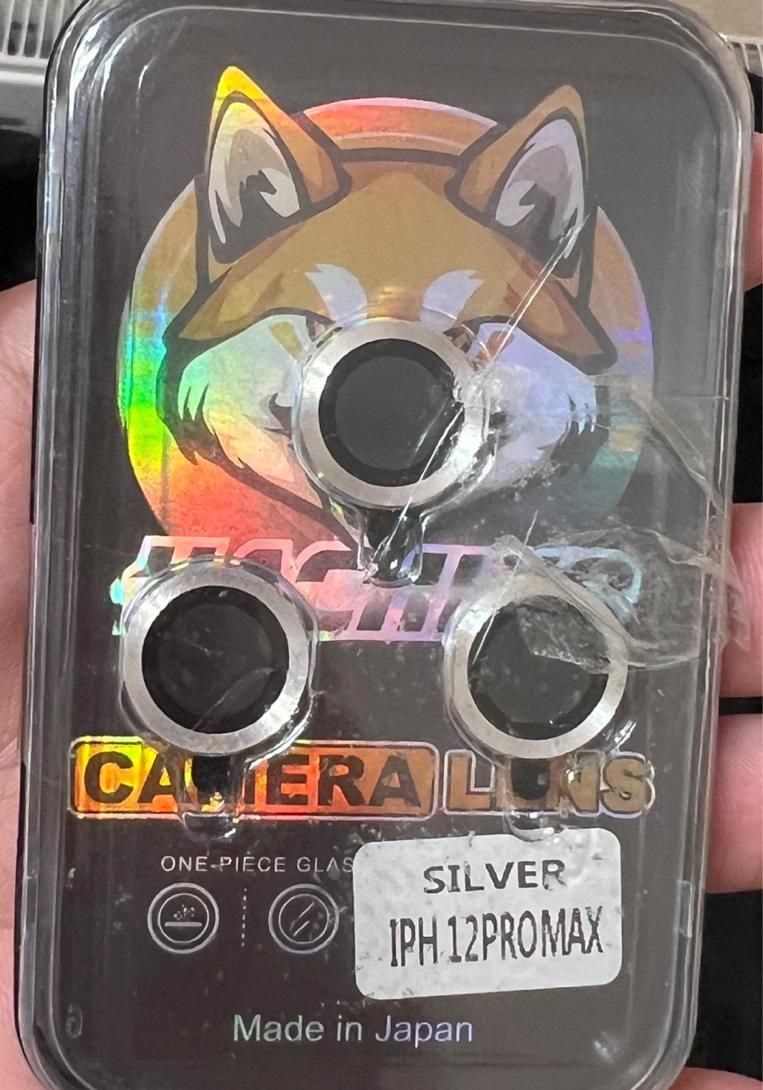 CAMERA LENS
ONE-PIECE GLAS
SILVER
IPH 12PROMAX
Made in Japan